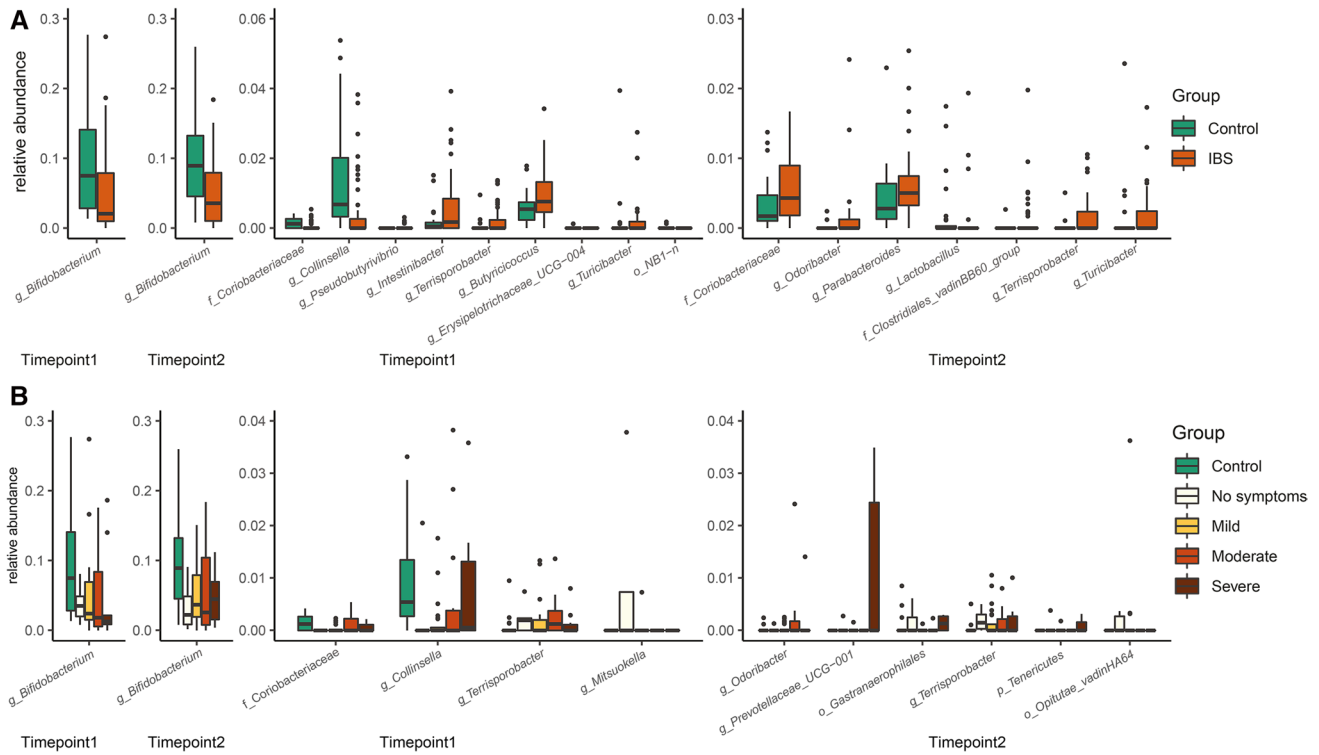 A
relative abundance
0.3
0.2
0.1
0.0
g_Bifidobacterium
Timepoint1
0.3
0.2
0.1
0.0
g_Bifidobacterium
Timepoint2
0.06
0.04
0.02
0.00
f_Coriobacteriaceae
g_Collinsella
g_Pseudobutyrivibrio
g_Intestinibacter
g_Terrisporobacter
g_Butyricicoccus
g_Erysipelotrichaceae_UCG−004
g_Turicibacter
o_NB1−n
Timepoint1
0.03
0.02
0.01
0.00
f_Coriobacteriaceae
g_Odoribacter
g_Parabacteroides
g_Lactobacillus
f_Clostridiales_vadinBB60_group
g_Terrisporobacter
g_Turicibacter
Timepoint2
Group
Control
IBS
B
relative abundance
0.3
0.2
0.1
0.0
g_Bifidobacterium
Timepoint1
0.3
0.2
0.1
0.0
g_Bifidobacterium
Timepoint2
0.04
0.03
0.02
0.01
0.00
f_Coriobacteriaceae
g_Collinsella
g_Terrisporobacter
g_Mitsuokella
Timepoint1
0.04
0.03
0.02
0.01
0.00
g_Odoribacter
g_Prevotellaceae_UCG−001
o_Gastranaerophilales
g_Terrisporobacter
p_Tenericutes
o_Opitutae_vadinHA64
Timepoint2
Group
Control
No symptoms
Mild
Moderate
Severe